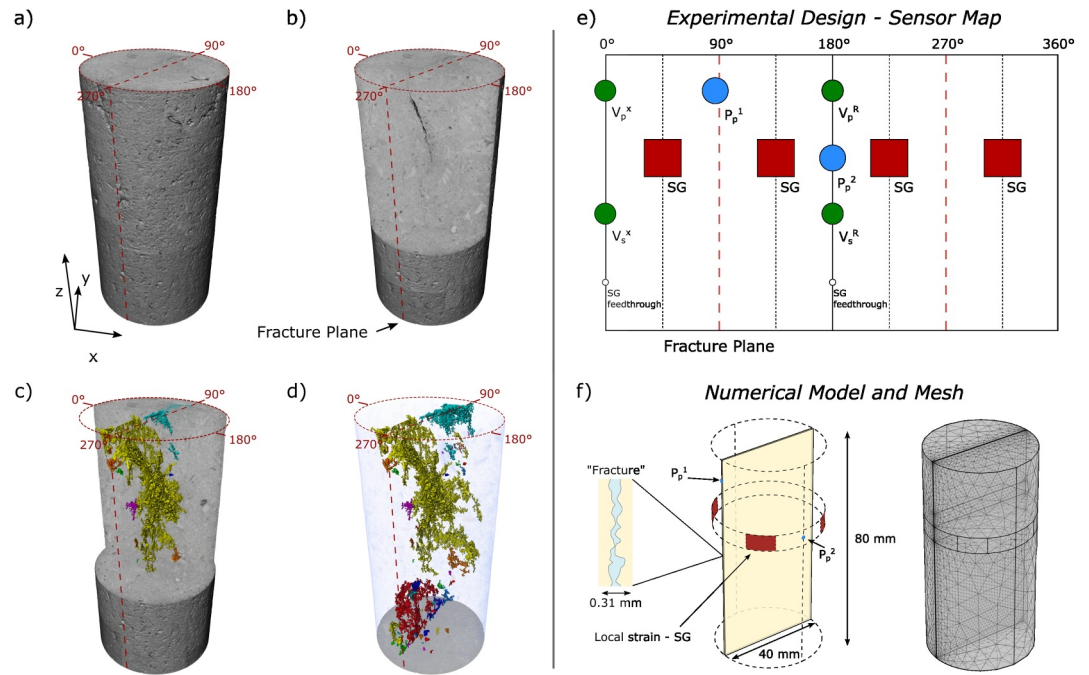 a)
0°
90°
270°
180°
z
y
x
b)
0°
90°
270°
180°
Fracture Plane
c)
0°
90°
270°
180°
d)
0°
90°
270°
180°
e)
Experimental Design - Sensor Map
0° 90° 180° 270° 360°
Vpˣ
Pp¹
VpᴿSG
SG
Pp²
SG
SG
Vsˣ
Vsᴿ
SG
feedthrough
SG
feedthrough
Fracture Plane
f)
Numerical Model and Mesh
"Fracture"
Pp¹
Pp²
80 mm
0.31 mm
Local strain - SG
40 mm